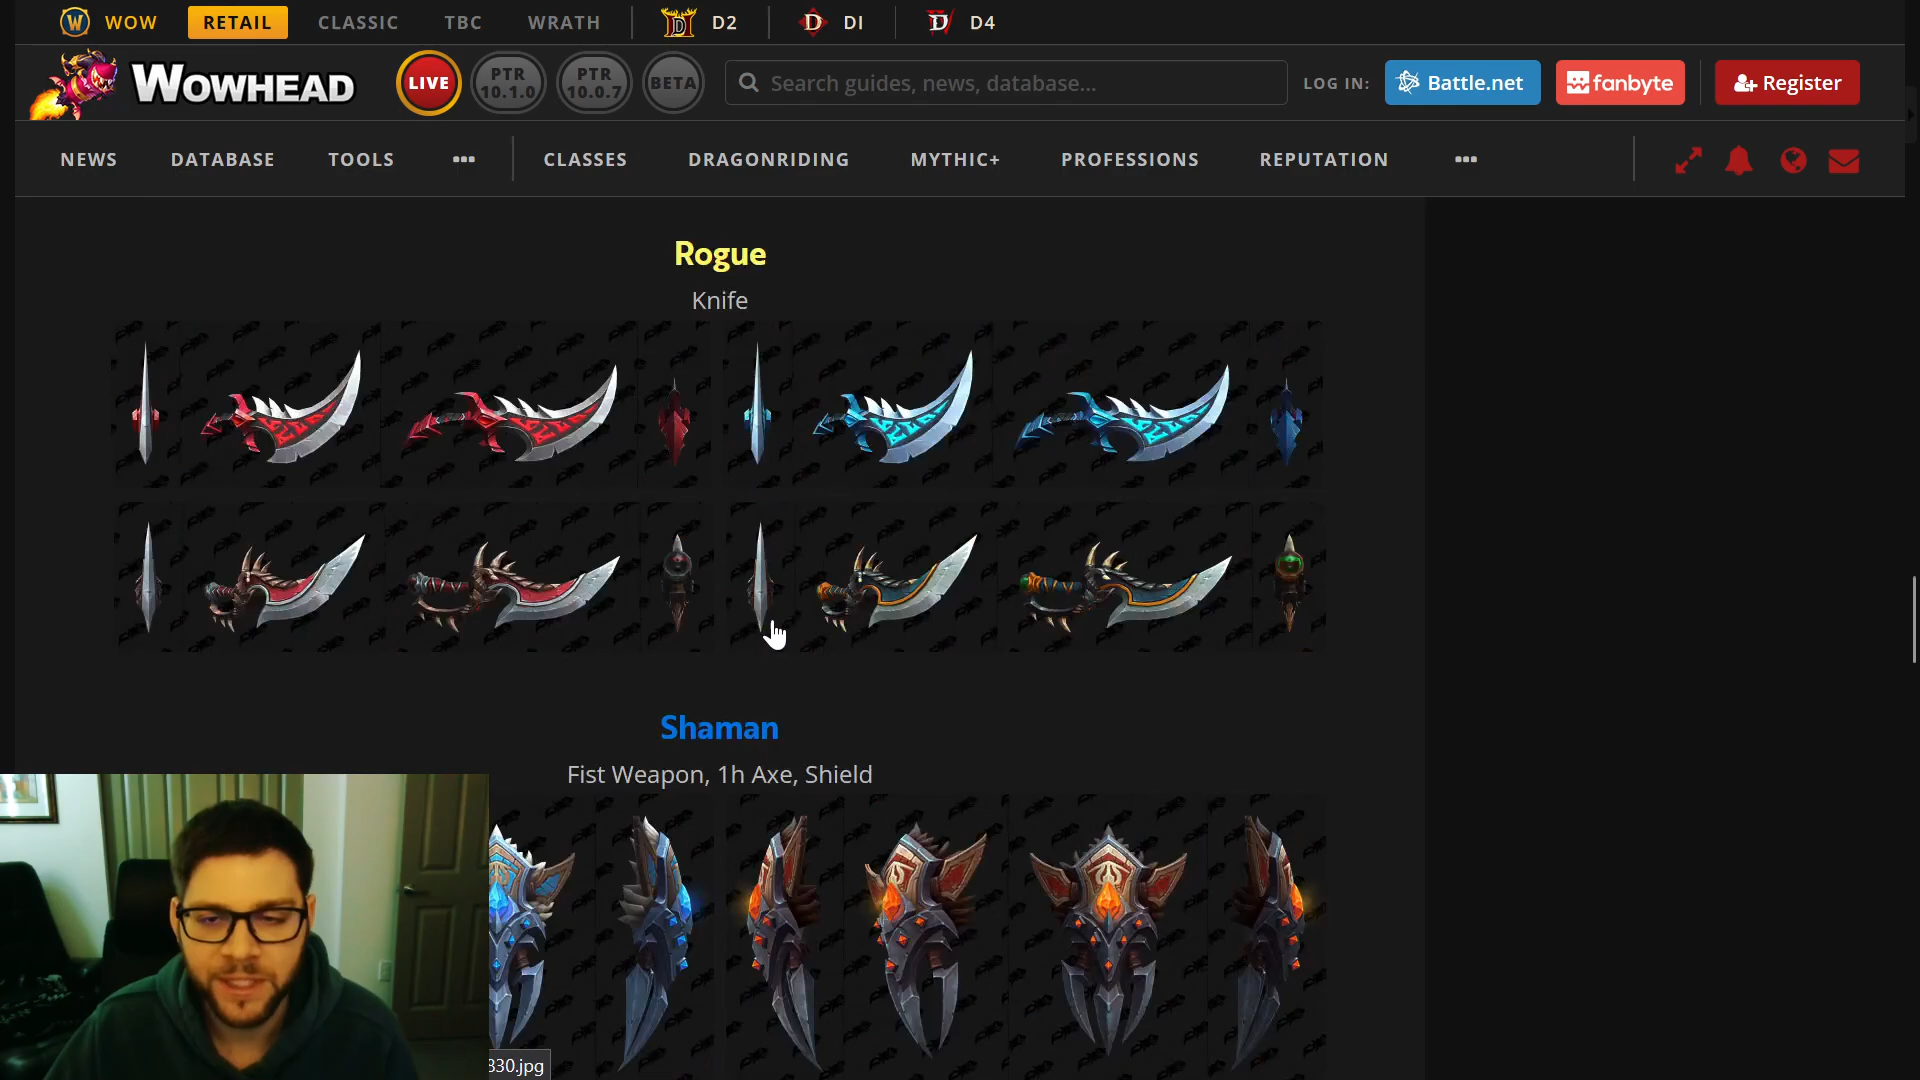 WOW RETAIL CLASSIC TBC WRATH D2 DI D4
WOWHEAD LIVE PTR 10.1.0 PTR 10.0.7 BETA Search guides, news, database... LOG IN: Battle.net fanbyte Register
NEWS DATABASE TOOLS ••• CLASSES DRAGONRIDING MYTHIC+ PROFESSIONS REPUTATION •••
Rogue
Knife
Shaman
Fist Weapon, 1h Axe, Shield
830.jpg